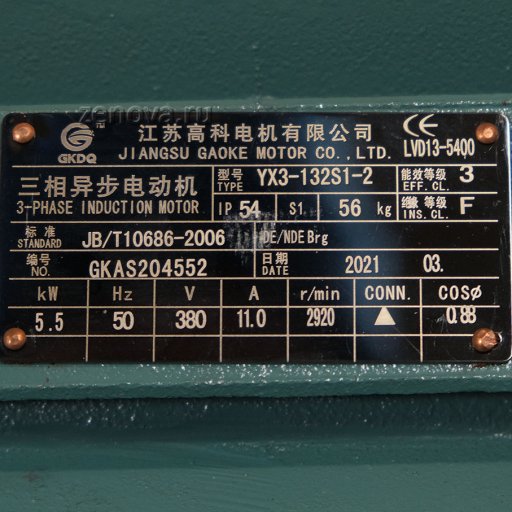 zenova.ru
GKDQ
江苏高科电机有限公司
JIANGSU GAOKE MOTOR CO., LTD.
CE
LVD13-5400
三相异步电动机
3-PHASE INDUCTION MOTOR
型号 TYPE YX3-132S1-2
能效等级 EFF. CL. 3
IP 54 S1 56 kg
绝缘等级 INS. CL. F
标准 STANDARD JB/T10686-2006 DE/NDE Brg
编号 NO. GKAS204552 日期 DATE 2021 03.
kW Hz V A r/min CONN. COSø
5.5 50 380 11.0 2920 △ 0.88